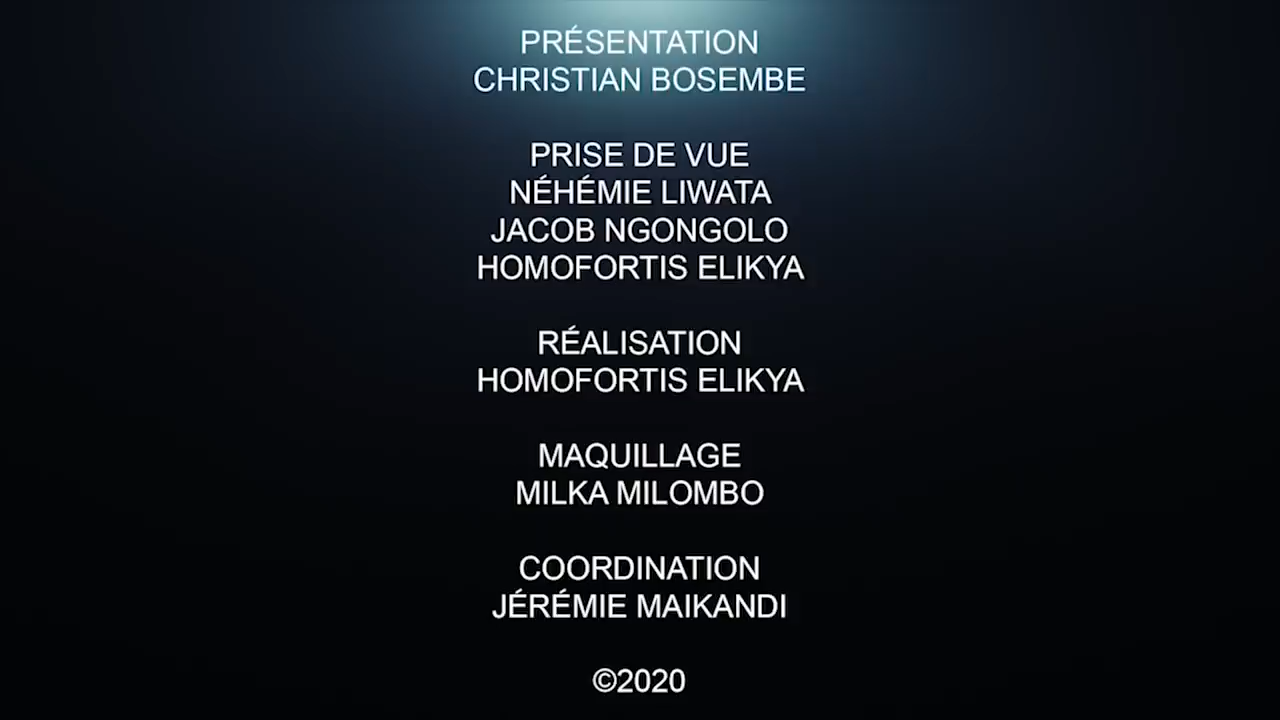 PRÉSENTATION
CHRISTIAN BOSEMBE
PRISE DE VUE
NÉHÉMIE LIWATA
JACOB NGONGOLO
HOMOFORTIS ELIKYA
RÉALISATION
HOMOFORTIS ELIKYA
MAQUILLAGE
MILKA MILOMBO
COORDINATION
JÉRÉMIE MAIKANDI
©2020